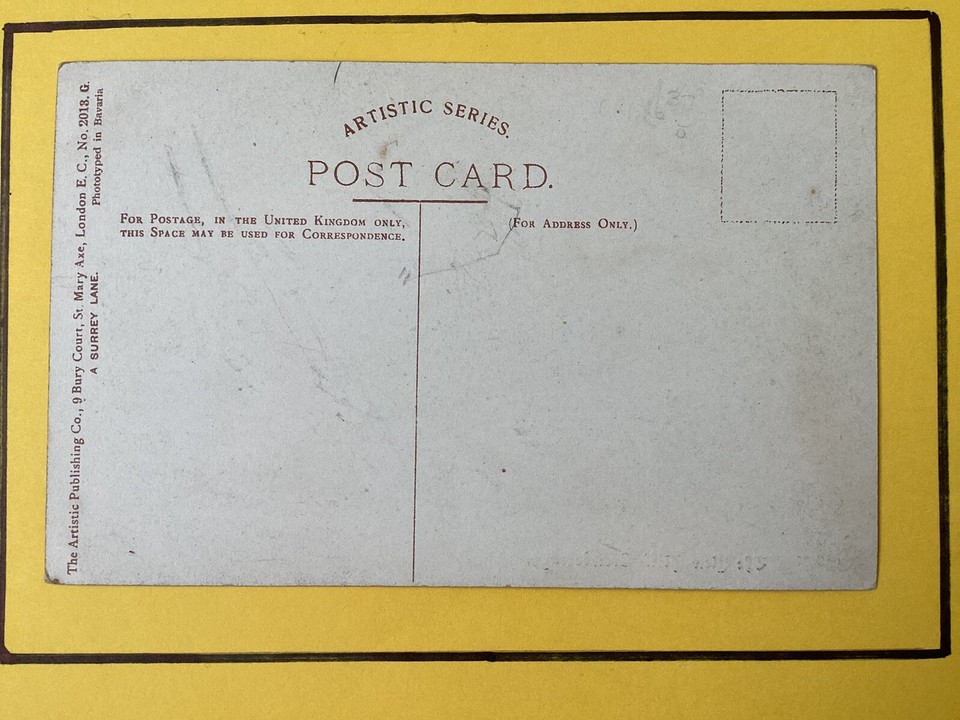 The Artistic Publishing Co., 9 Bury Court, St. Mary Axe, London E. C., No. 2013. G.
Phototyped in Bavaria
A SURREY LANE.
ARTISTIC SERIES.
POST CARD.
FOR POSTAGE, IN THE UNITED KINGDOM ONLY,
THIS SPACE MAY BE USED FOR CORRESPONDENCE.
(FOR ADDRESS ONLY.)